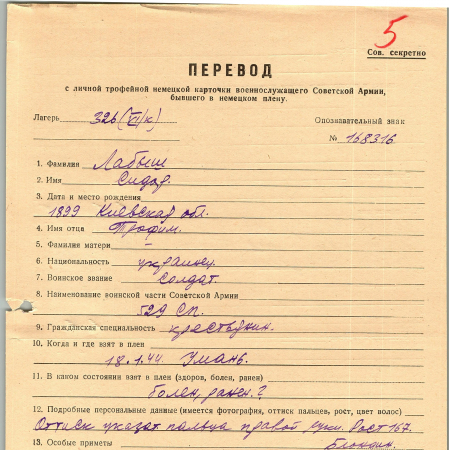 5
Сов. секретно
ПЕРЕВОД
с личной трофейной немецкой карточки военнослужащего Советской Армии,
бывшего в немецком плену.
Лагерь 326 (VI/K) Опознавательный знак
№ 168316
1. Фамилия Лабыш
2. Имя Сидор.
3. Дата и место рождения
1899 Киевская обл.
4. Имя отца Трофим.
5. Фамилия матери –
6. Национальность украинец.
7. Воинское звание Солдат.
8. Наименование воинской части Советской Армии
529 СП.
9. Гражданская специальность крестьянин.
10. Когда и где взят в плен
18.1.44. Умань.
11. В каком состоянии взят в плен (здоров, болен, ранен)
болен, ранен?
12. Подробные персональные данные (имеется фотография, оттиск пальцев, рост, цвет волос)
Оттиск указат. пальца правой руки. Рост 167.
13. Особые приметы Блондин.